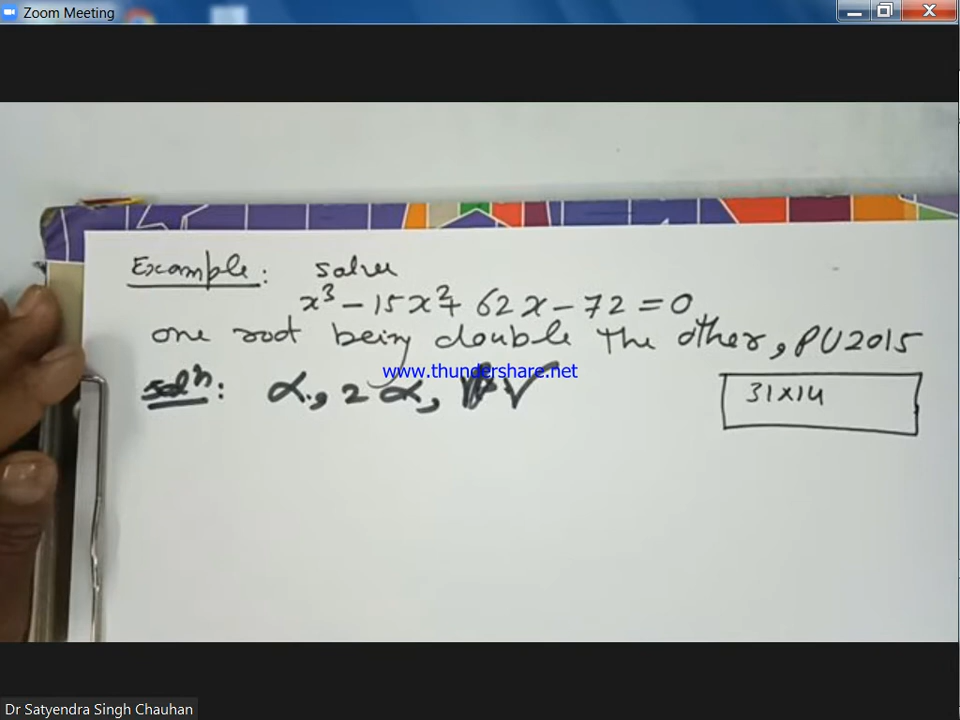 Zoom Meeting
Example: Solve
x³ - 15x² + 62x - 72 = 0,
one root being double the other, PU2015
www.thundershare.net
solⁿ: α, 2α, γ
31x14
Dr Satyendra Singh Chauhan